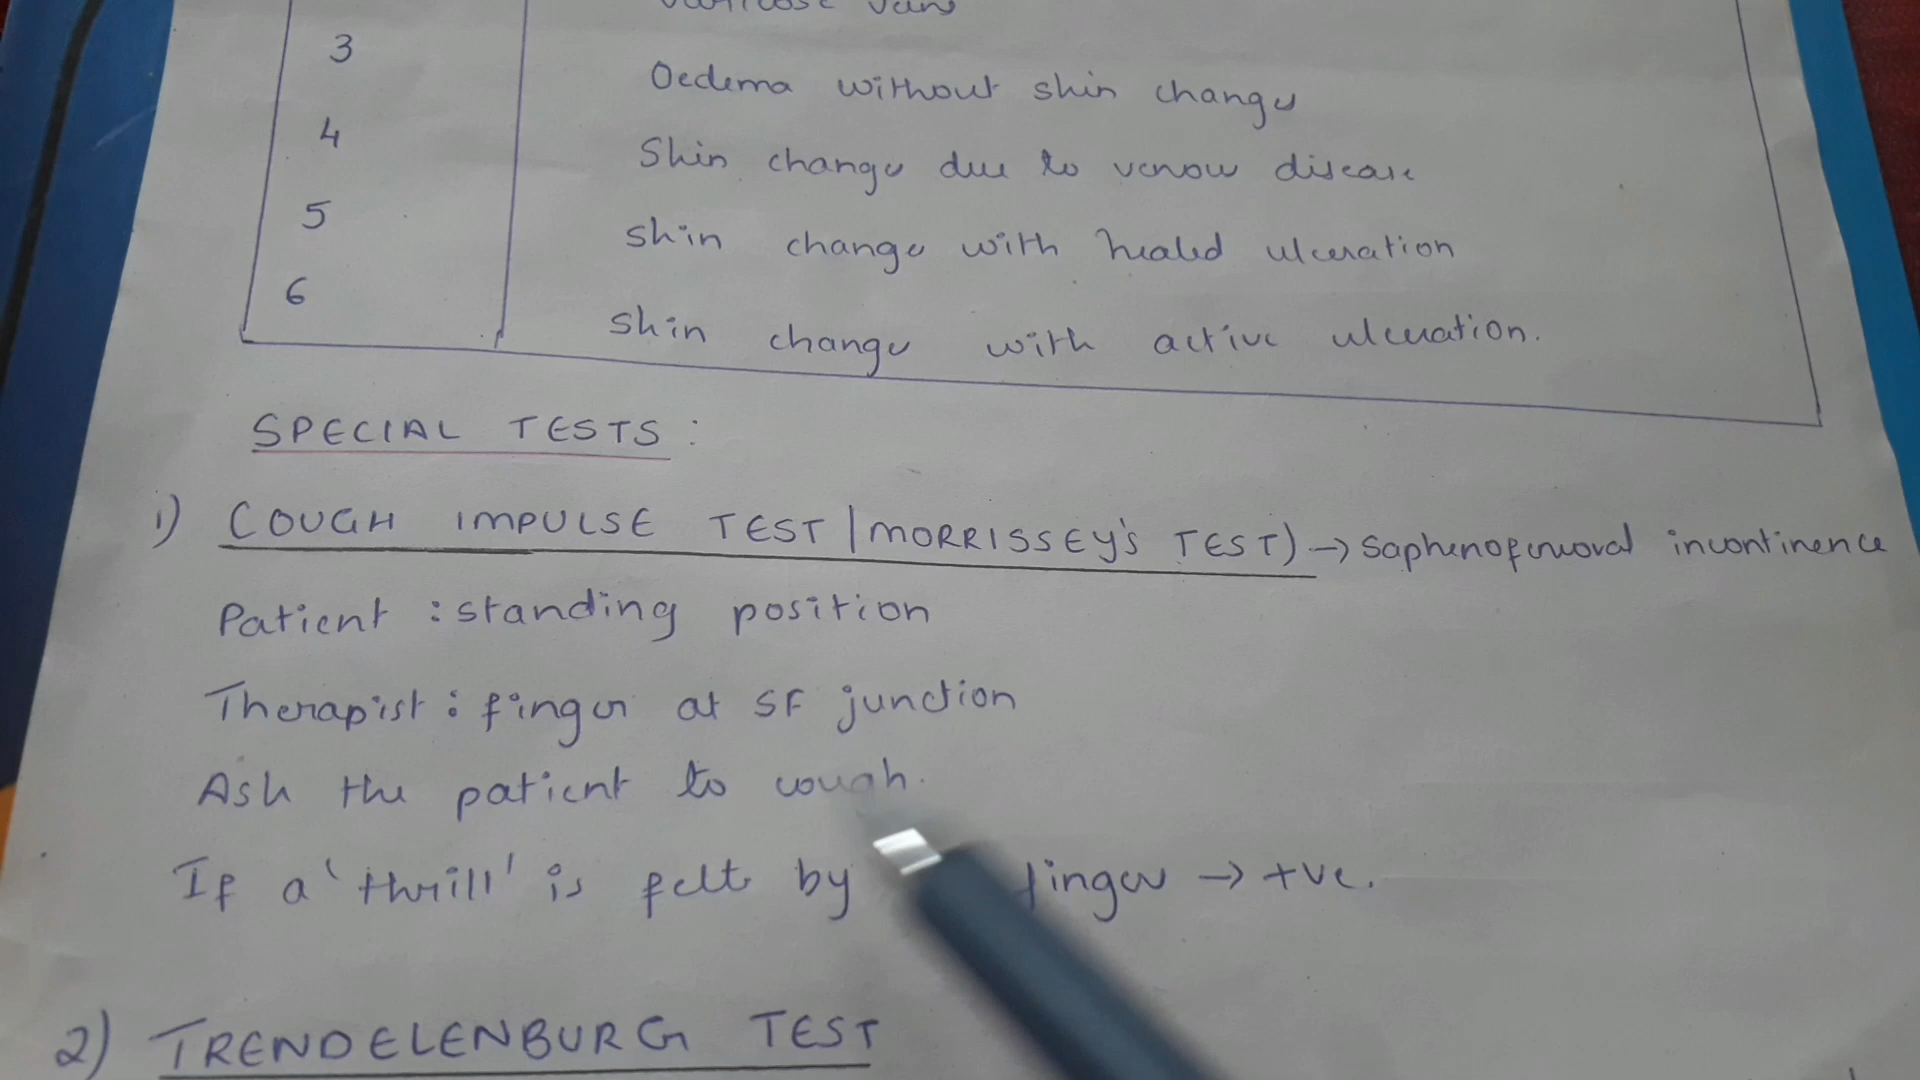 varicose veins
3 Oedema without skin changes
4 Skin changes due to venous disease
5 Skin changes with healed ulceration
6 Skin changes with active ulceration.
SPECIAL TESTS :
1) COUGH IMPULSE TEST | MORRISSEY'S TEST) → Saphenofemoral incontinence
Patient : standing position
Therapist : finger at SF junction
Ask the patient to cough.
If a 'thrill' is felt by finger → +ve.
2) TRENDELENBURG TEST